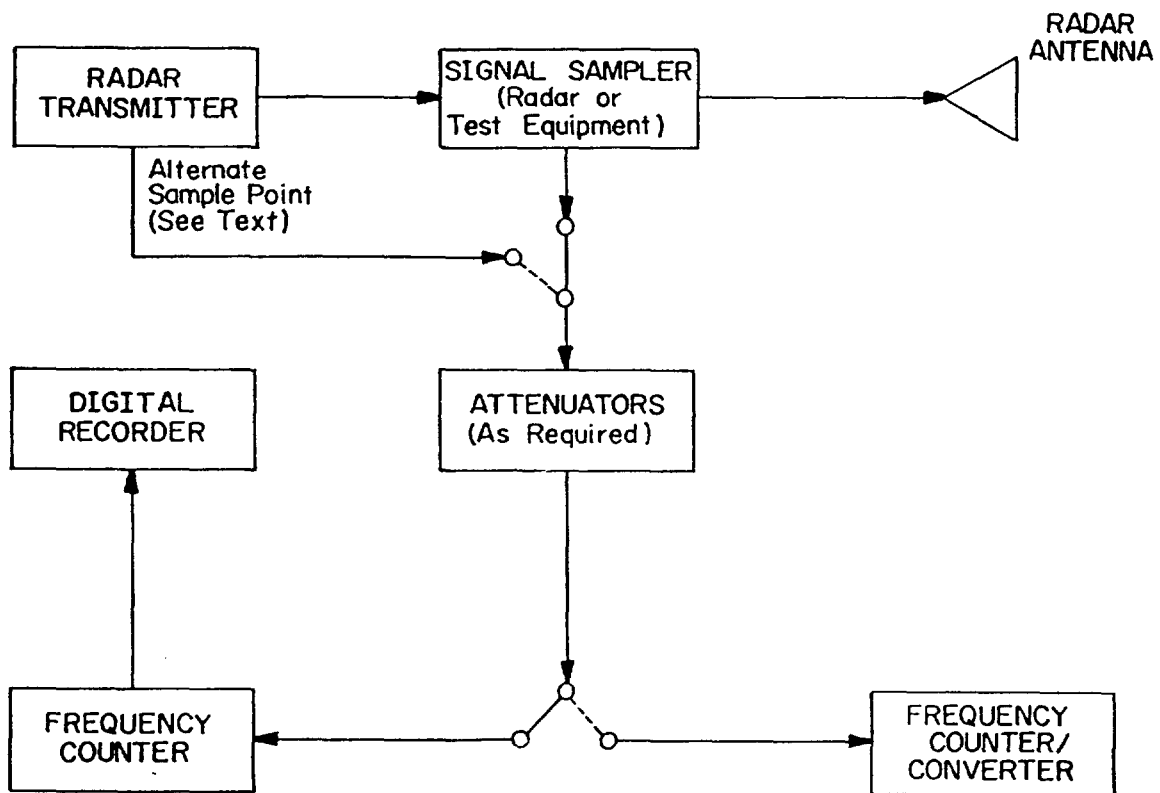 RADAR
ANTENNA
RADAR
TRANSMITTER
SIGNAL SAMPLER
(Radar or
Test Equipment)
Alternate
Sample Point
(See Text)
DIGITAL
RECORDER
ATTENUATORS
(As Required)
FREQUENCY
COUNTER
FREQUENCY
COUNTER/
CONVERTER